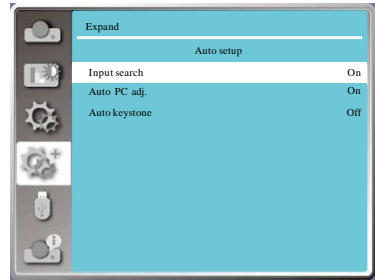 Expand
Auto setup
Input search On
Auto PC adj. On
Auto keystone Off